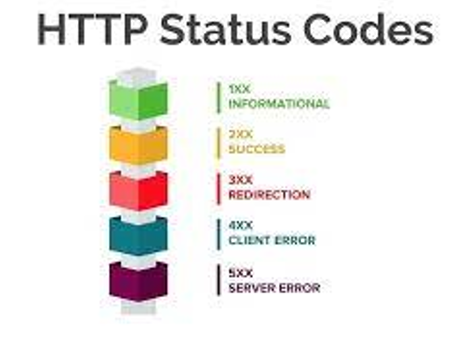 HTTP Status Codes
1XX
INFORMATIONAL
2XX
SUCCESS
3XX
REDIRECTION
4XX
CLIENT ERROR
5XX
SERVER ERROR